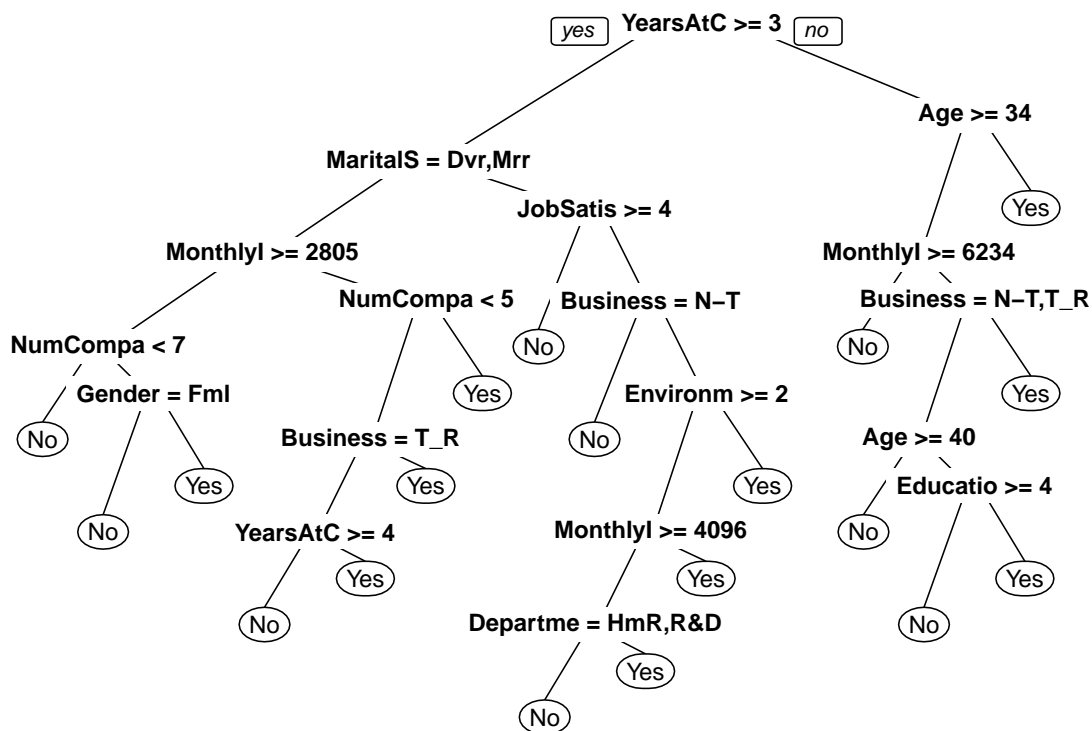 yes YearsAtC >= 3 no
Age >= 34
MaritalS = Dvr,Mrr
JobSatis >= 4 Yes
MonthlyI >= 2805 MonthlyI >= 6234
NumCompa < 5 Business = N−T Business = N−T,T_R
NumCompa < 7 No No
Gender = Fml Yes Environm >= 2 Yes
No Business = T_R No Age >= 40
Yes Yes Yes Educatio >= 4
No YearsAtC >= 4 MonthlyI >= 4096 No
Yes Yes Yes
No Departme = HmR,R&D No
Yes
No